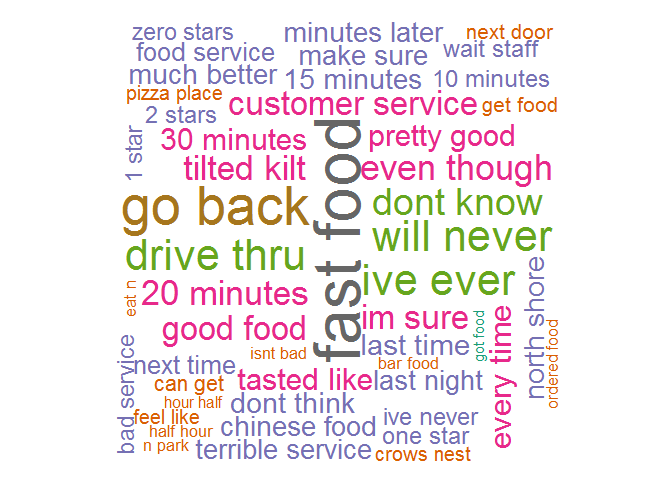 zero stars
minutes later
next door
food service
make sure
wait staff
much better
15 minutes
10 minutes
pizza place
customer service
get food
2 stars
1 star
30 minutes
fast food
pretty good
tilted kilt
even though
go back
dont know
will never
drive thru
ive ever
north shore
eat n
20 minutes
im sure
got food
every time
good food
last time
ordered food
isnt bad
bar food
bad service
next time
can get
tasted like
last night
hour half
dont think
feel like
ive never
half hour
chinese food
one star
n park
terrible service
crows nest